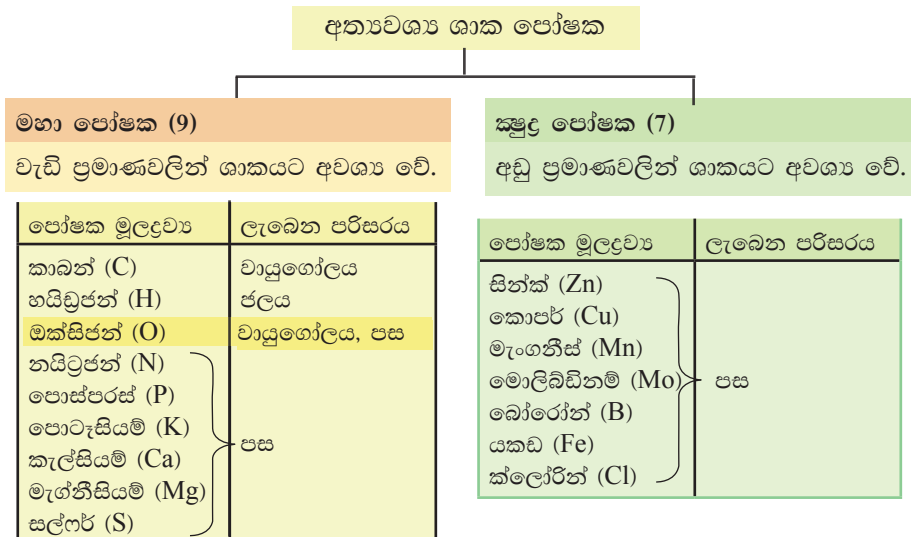 අත්‍යවශ්‍ය ශාක පෝෂක
මහා පෝෂක (9)
වැඩි ප්‍රමාණවලින් ශාකයට අවශ්‍ය වේ.
පෝෂක මූලද්‍රව්‍ය ලැබෙන පරිසරය
කාබන් (C) වායුගෝලය
හයිඩ්‍රජන් (H) ජලය
ඔක්සිජන් (O) වායුගෝලය, පස
නයිට්‍රජන් (N)
පොස්පරස් (P)
පොටෑසියම් (K)
පස
කැල්සියම් (Ca)
මැග්නීසියම් (Mg)
සල්ෆර් (S)
ක්ෂුද්‍ර පෝෂක (7)
අඩු ප්‍රමාණවලින් ශාකයට අවශ්‍ය වේ.
පෝෂක මූලද්‍රව්‍ය ලැබෙන පරිසරය
සින්ක් (Zn)
කොපර් (Cu)
මැංගනීස් (Mn)
මොලිබ්ඩිනම් (Mo) පස
බෝරෝන් (B)
යකඩ (Fe)
ක්ලෝරින් (Cl)